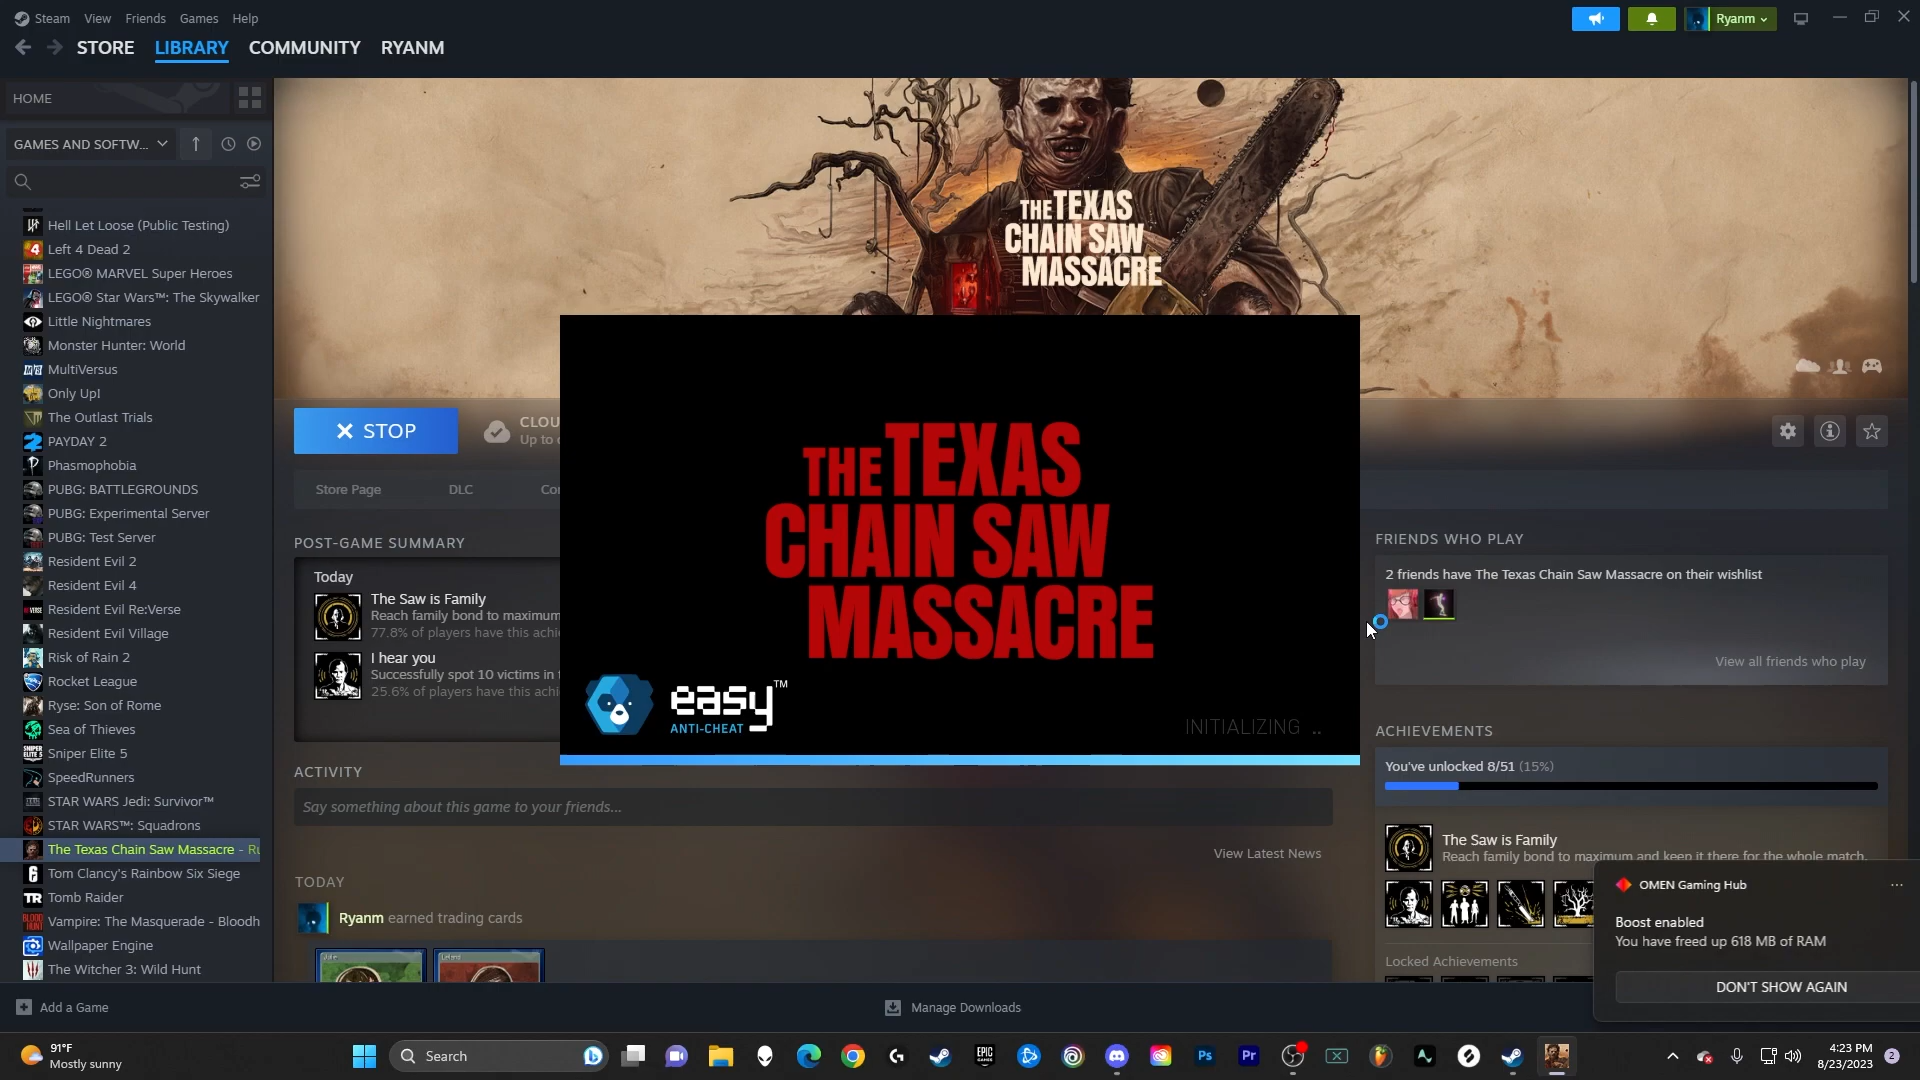 Steam View Friends Games Help
Ryanm
STORE LIBRARY COMMUNITY RYANM
HOME
GAMES AND SOFTW...
Hell Let Loose (Public Testing)
Left 4 Dead 2
LEGO® MARVEL Super Heroes
LEGO® Star Wars™: The Skywalker
Little Nightmares
Monster Hunter: World
MultiVersus
Only Up!
The Outlast Trials
PAYDAY 2
Phasmophobia
PUBG: BATTLEGROUNDS
PUBG: Experimental Server
PUBG: Test Server
Resident Evil 2
Resident Evil 4
Resident Evil Re:Verse
Resident Evil Village
Risk of Rain 2
Rocket League
Ryse: Son of Rome
Sea of Thieves
Sniper Elite 5
SpeedRunners
STAR WARS Jedi: Survivor™
STAR WARS™: Squadrons
The Texas Chain Saw Massacre - Ru
Tom Clancy's Rainbow Six Siege
Tomb Raider
Vampire: The Masquerade - Bloodh
Wallpaper Engine
The Witcher 3: Wild Hunt
THE TEXAS
CHAIN SAW
MASSACRE
STOP
CLOU
Up to
Store Page DLC Co
POST-GAME SUMMARY
Today
The Saw is Family
Reach family bond to maximum
77.8% of players have this achi
I hear you
Successfully spot 10 victims in
25.6% of players have this achi
THE TEXAS
CHAIN SAW
MASSACRE
easy™
ANTI-CHEAT
INITIALIZING ..
FRIENDS WHO PLAY
2 friends have The Texas Chain Saw Massacre on their wishlist
View all friends who play
ACTIVITY
Say something about this game to your friends...
View Latest News
TODAY
Ryanm earned trading cards
Julie
Leland
ACHIEVEMENTS
You've unlocked 8/51 (15%)
The Saw is Family
Reach family bond to maximum and keep it there for the whole match.
Locked Achievements
OMEN Gaming Hub
Boost enabled
You have freed up 618 MB of RAM
DON'T SHOW AGAIN
Add a Game
Manage Downloads
91°F
Mostly sunny
Search
EPIC GAMES
Ps
Pr
4:23 PM
8/23/2023
2